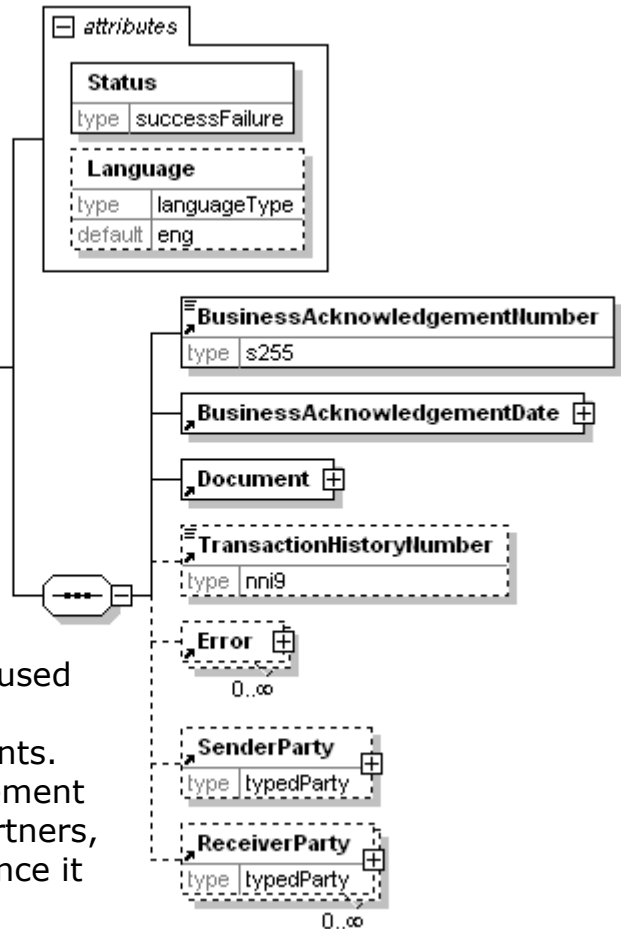 attributes
Status
type successFailure
Language
type languageType
default eng
BusinessAcknowledgementNumber
type s255
BusinessAcknowledgementDate
Document
TransactionHistoryNumber
type nni9
Error
0..∞
used
nts.
ement
rtners,
nce it
SenderParty
type typedParty
ReceiverParty
type typedParty
0..∞